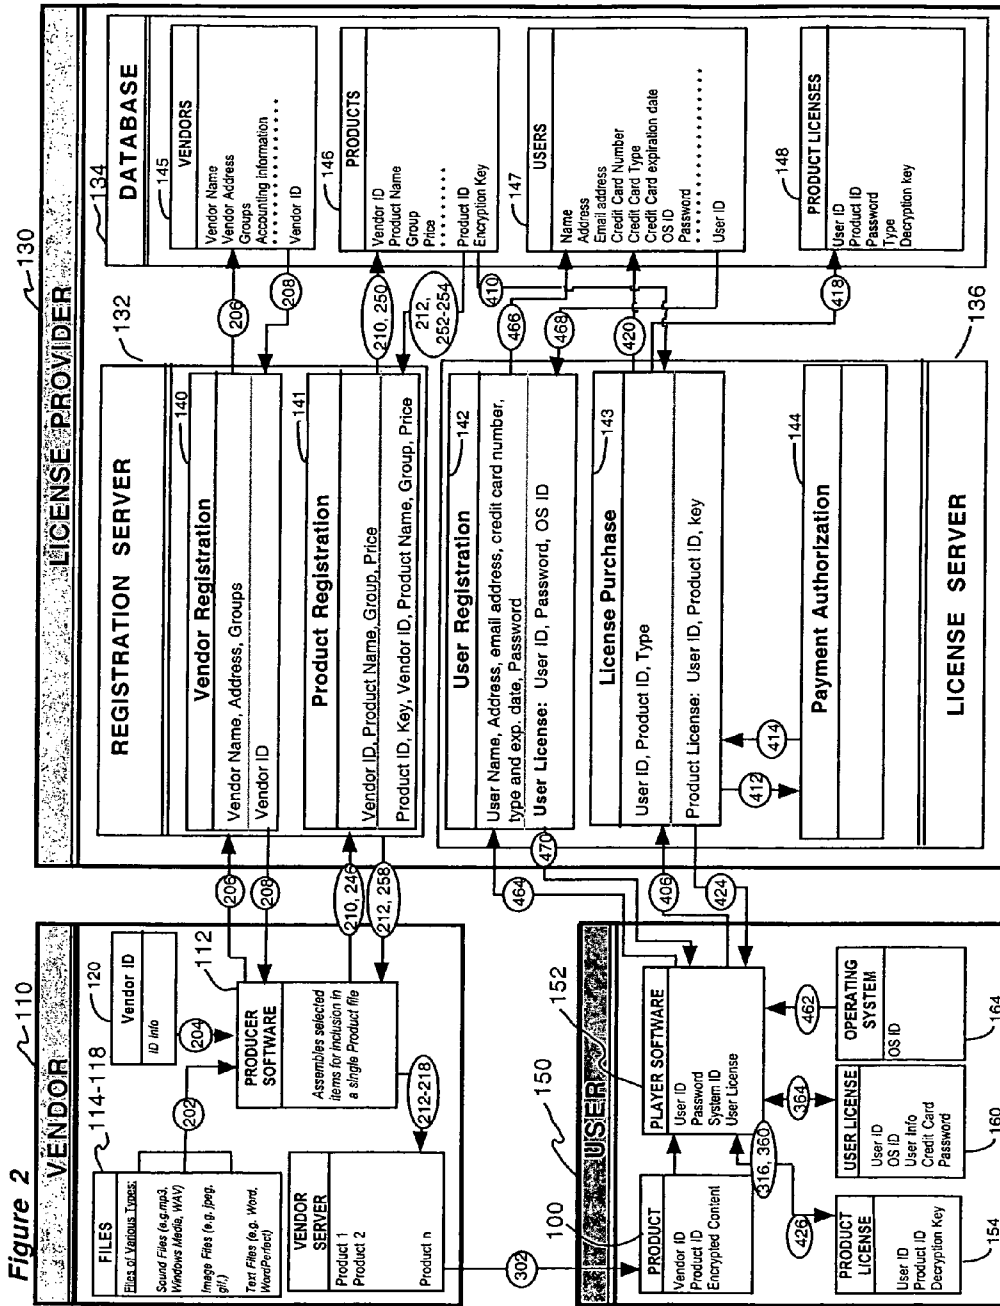 Figure 2
110
VENDOR
114-118
FILES
Files of Various Types:
Sound Files (e.g.mp3,
Windows Media, WAV)
Image Files (e.g. jpeg,
gif.)
Text Files (e.g. Word,
WordPerfect)
120
Vendor ID
ID Info
202
204
112
PRODUCER
SOFTWARE
Assembles selected
items for inclusion in
a single Product file
212-218
VENDOR
SERVER
Product 1
Product 2
Product n
302
206
208
210, 246
212, 258
130
LICENSE PROVIDER
132
REGISTRATION SERVER
140
Vendor Registration
Vendor Name, Address, Groups
Vendor ID
141
Product Registration
Vendor ID, Product Name, Group, Price
Product ID, Key, Vendor ID, Product Name, Group, Price
206
208
210, 250
212,
252-254
410
134
DATABASE
145
VENDORS
Vendor Name
Vendor Address
Groups
Accounting Information
Vendor ID
146
PRODUCTS
Vendor ID
Product Name
Group
Price
Product ID
Encryption Key
147
USERS
Name
Address
Email address
Credit Card Number
Credit Card Type
Credit Card expiration date
OS ID
Password
User ID
148
PRODUCT LICENSES
User ID
Product ID
Password
Type
Decryption key
466
468
420
418
136
142
User Registration
User Name, Address, email address, credit card number,
type and exp. date, Password
User License: User ID, Password, OS ID
143
License Purchase
User ID, Product ID, Type
Product License: User ID, Product ID, key
412
414
144
Payment Authorization
LICENSE SERVER
464
470
406
424
150
USER
152
100
PRODUCT
Vendor ID
Product ID
Encrypted Content
PLAYER SOFTWARE
User ID
Password
System ID
User License
316, 360
426
364
462
PRODUCT
LICENSE
User ID
Product ID
Decryption Key
154
USER LICENSE
User ID
OS ID
User Info
Credit Card
Password
160
OPERATING
SYSTEM
OS ID
164